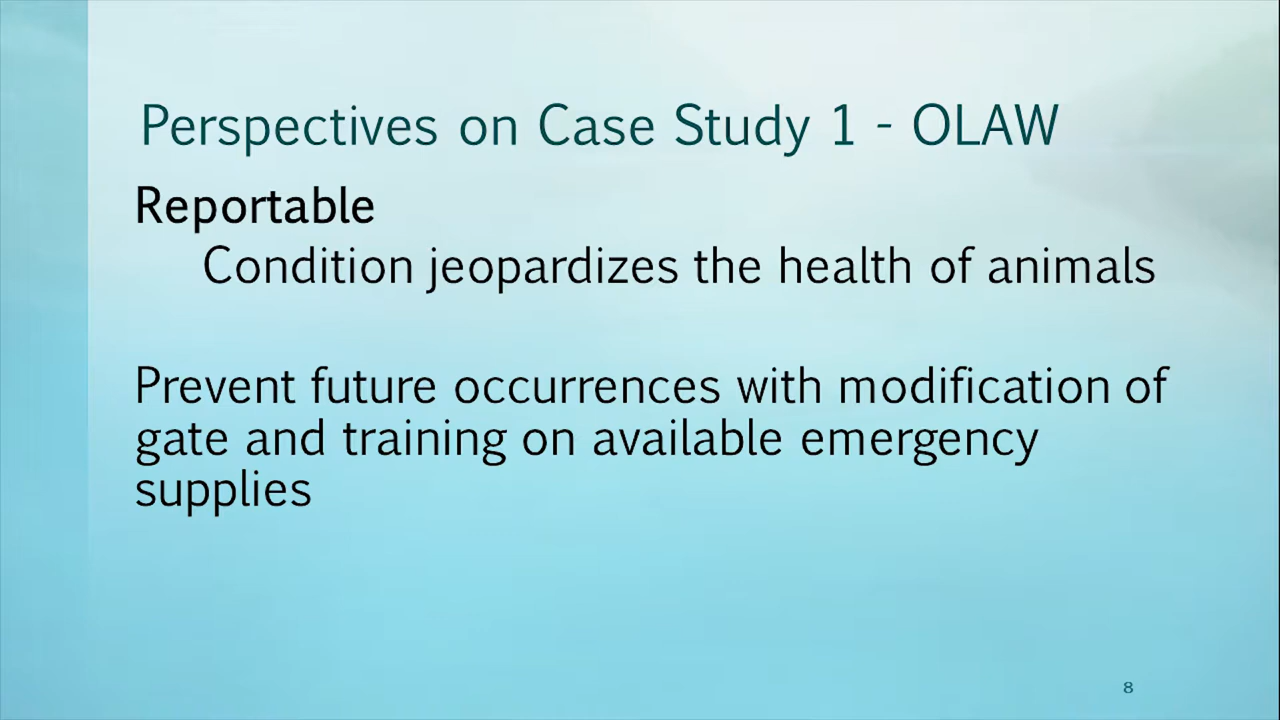 Perspectives on Case Study 1 - OLAW
Reportable
Condition jeopardizes the health of animals
Prevent future occurrences with modification of
gate and training on available emergency
supplies
8